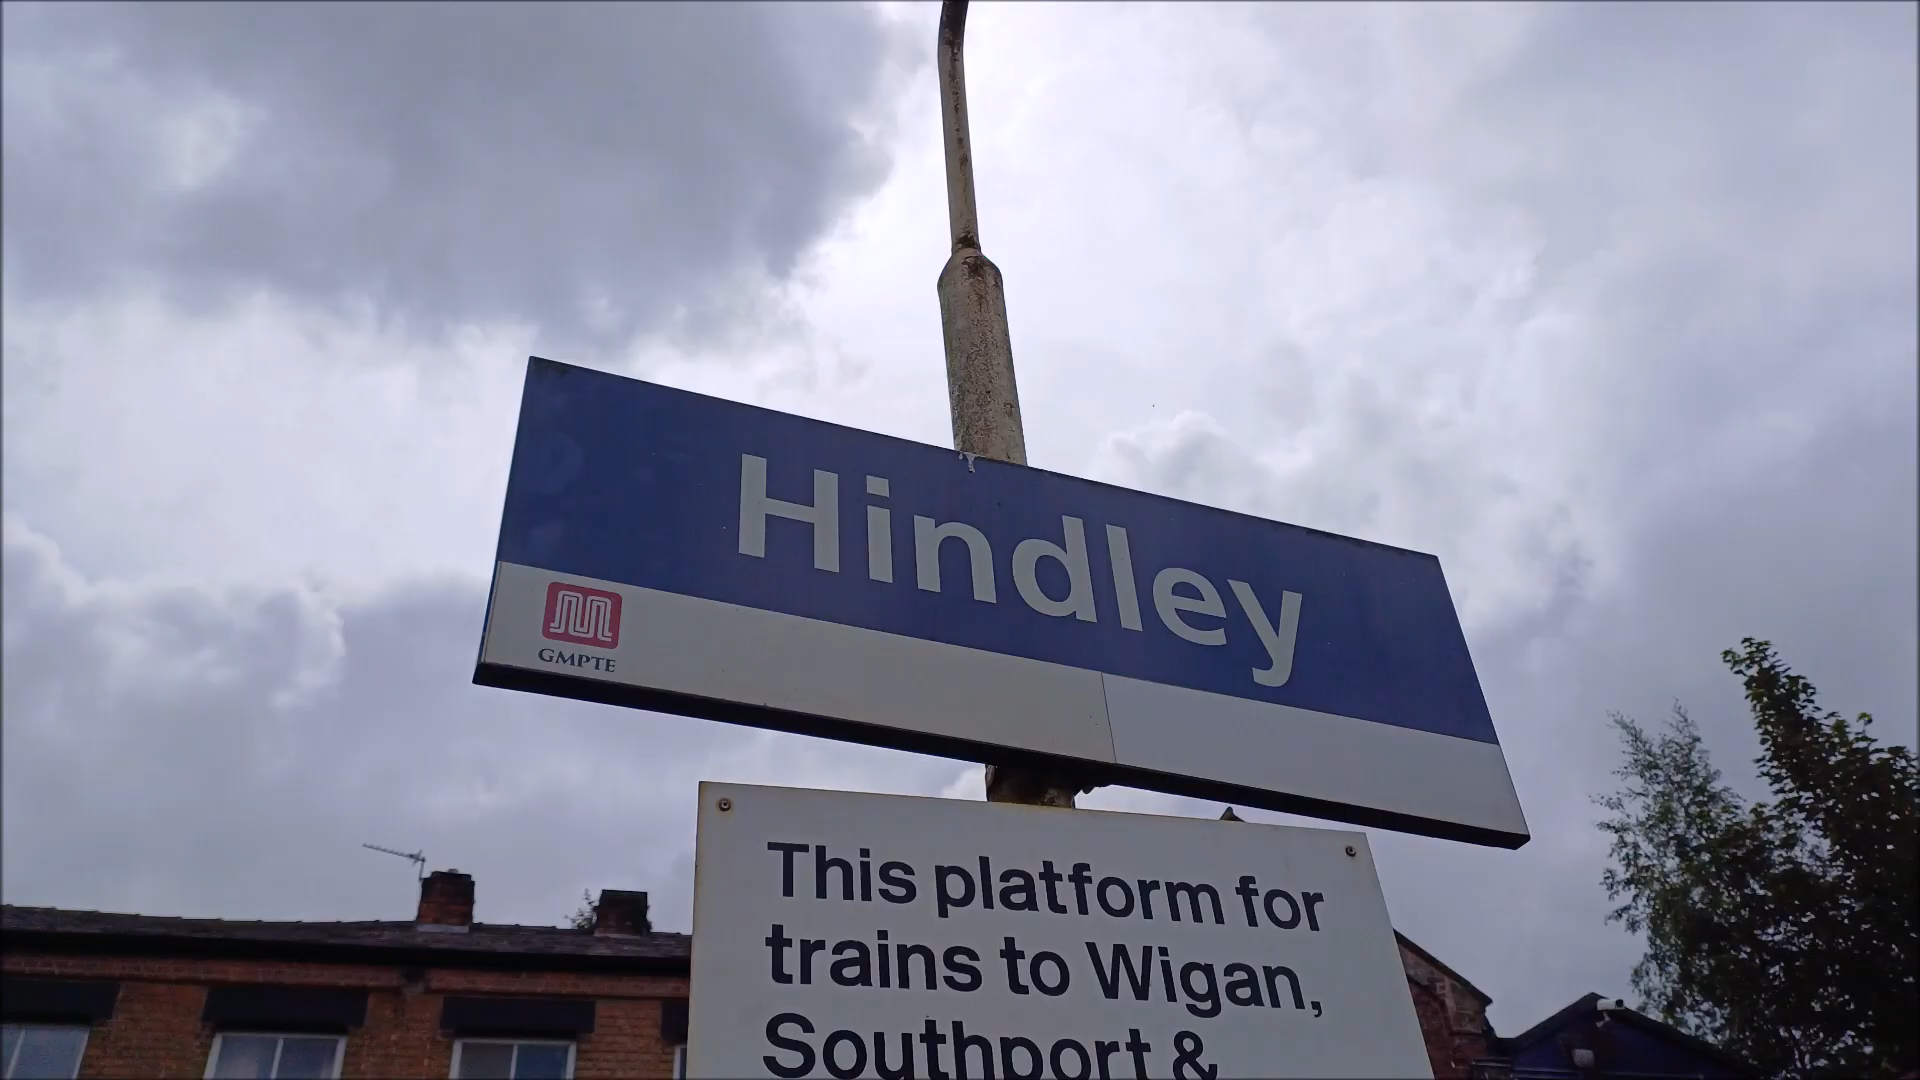 Hindley
GMPTE
This platform for
trains to Wigan,
Southport &